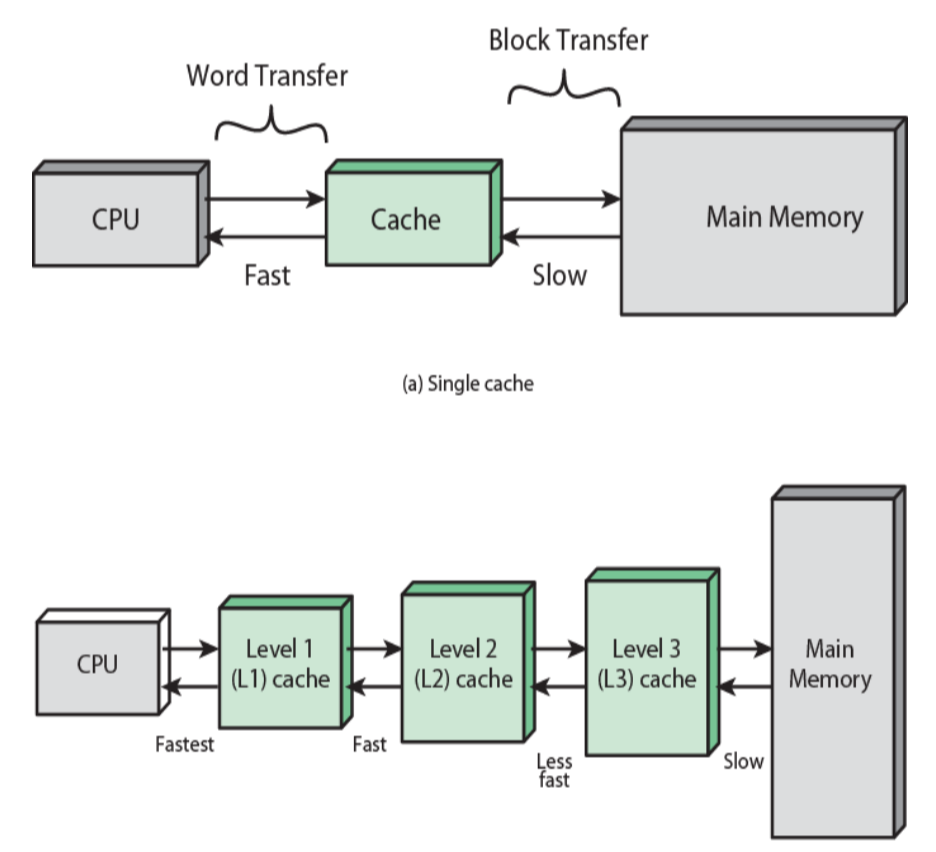 Block Transfer
Word Transfer
CPU
Cache
Main Memory
Fast
Slow
(a) Single cache
CPU
Level 1
(L1) cache
Level 2
(L2) cache
Level 3
(L3) cache
Main
Memory
Fastest
Fast
Less
fast
Slow